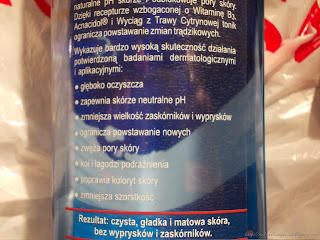 naturalne pH skórze i odblokowuje pory skóry.
Dzięki recepturze wzbogaconej o Witaminę B₃,
Acnacidol® i Wyciąg z Trawy Cytrynowej tonik
ogranicza powstawanie zmian trądzikowych.
Wykazuje bardzo wysoką skuteczność działania
potwierdzoną badaniami dermatologicznymi
i aplikacyjnymi:
• głęboko oczyszcza
• zapewnia skórze neutralne pH
• zmniejsza wielkość zaskórników i wyprysków
• ogranicza powstawanie nowych
• zwęża pory skóry
• koi i łagodzi podrażnienia
• poprawia koloryt skóry
• zmniejsza szorstkość
Rezultat: czysta, gładka i matowa skóra,
bez wyprysków i zaskórników.